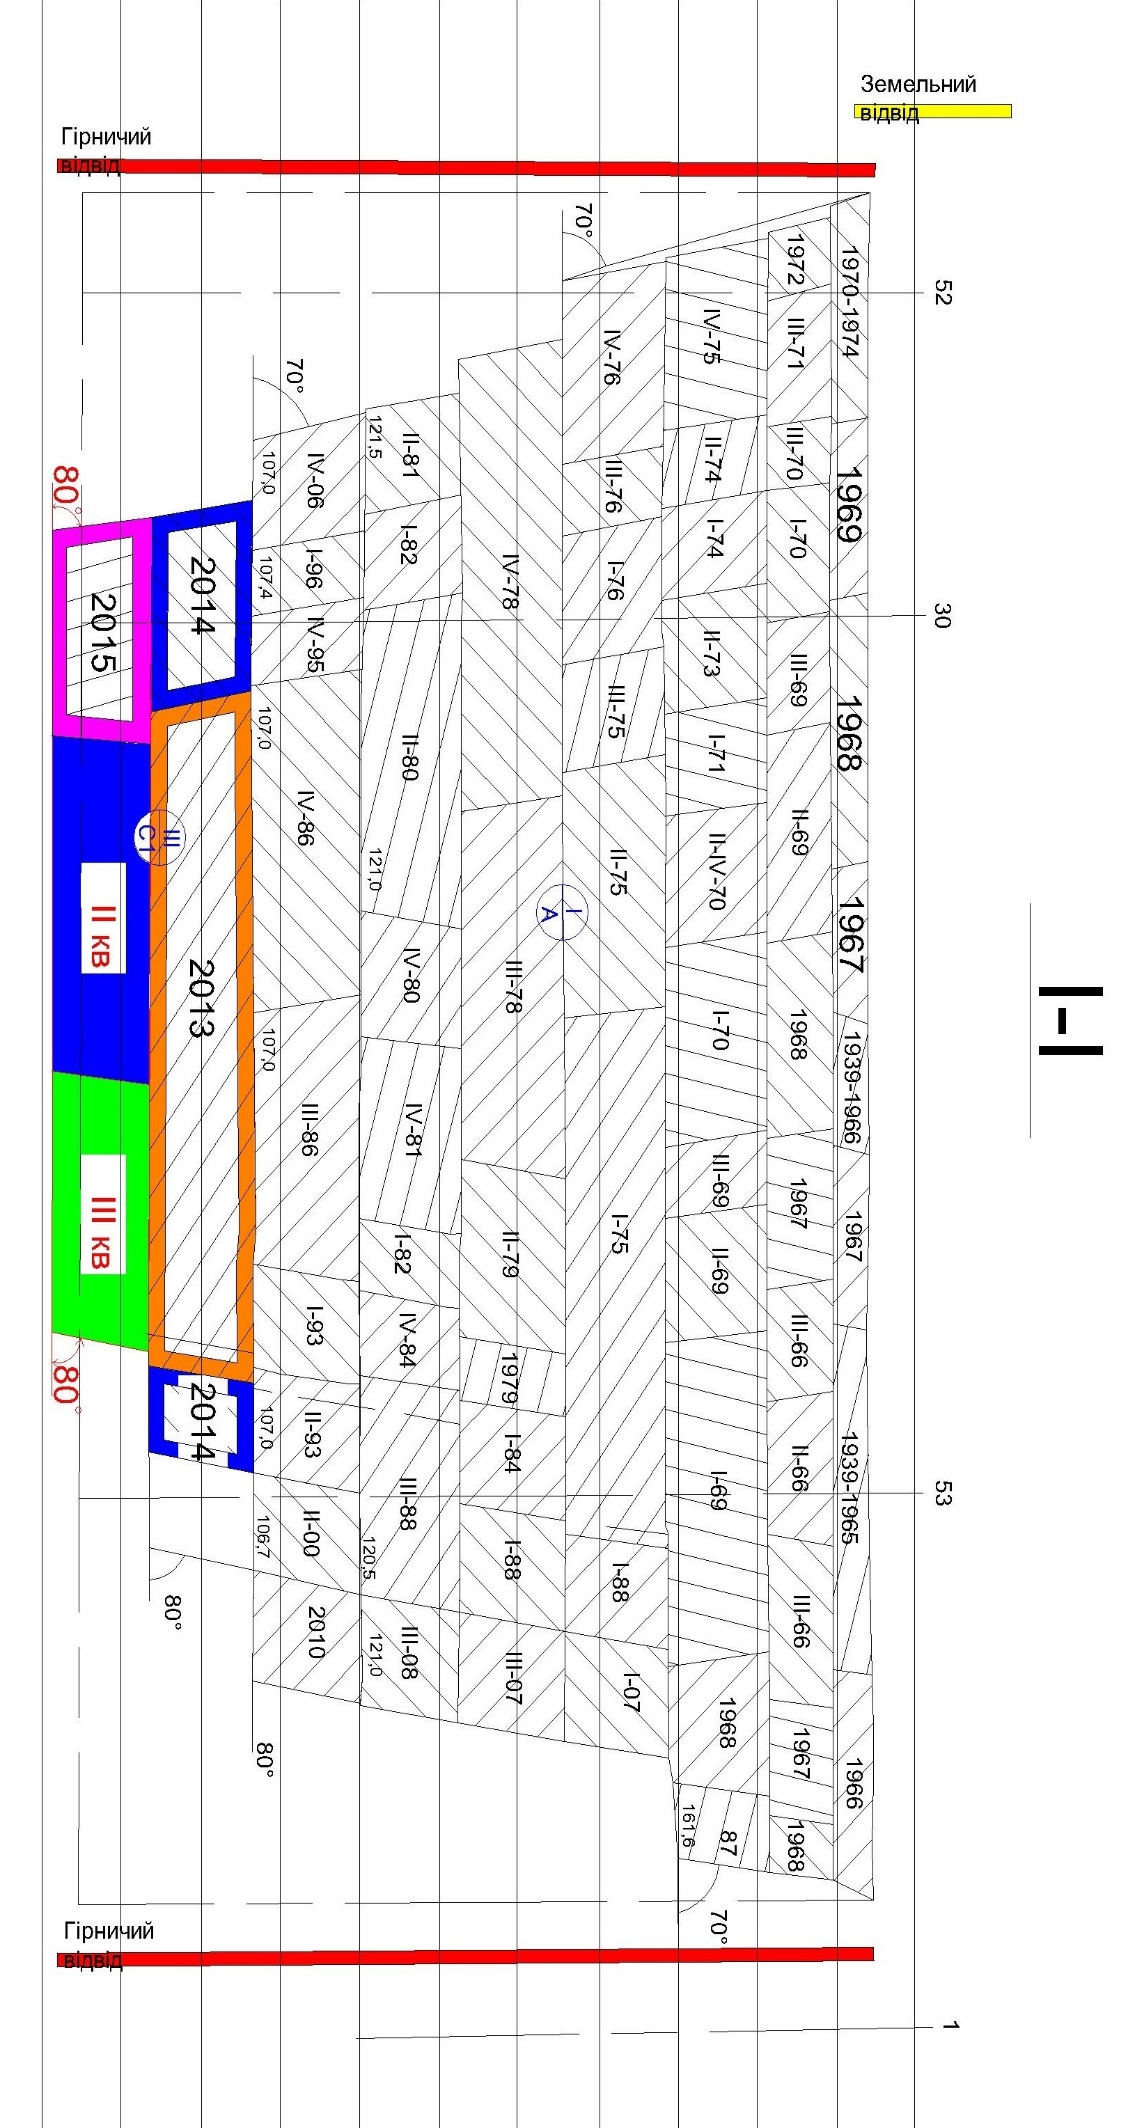 Земельний
відвід
Гірничий
відвід
I-I
52
30
53
1
70°
1970-1974
1969
1968
1967
1939-1966
1967
1939-1965
1966
1972
III-71
III-70
I-70
III-69
II-69
1968
1967
III-66
II-66
III-66
1967
1968
IV-75
II-74
I-74
II-73
I-71
II-IV-70
I-70
III-69
II-69
I-69
1968
87
161,6
70°
IV-76
III-76
I-76
III-75
II-75
I-75
I-88
I-07
I
A
IV-78
III-78
II-79
1979
I-84
I-88
III-07
II-81
121,5
I-82
II-80
121,0
IV-80
IV-81
I-82
IV-84
III-88
120,5
III-08
121,0
70°
IV-06
107,0
I-96
107,4
IV-95
IV-86
107,0
III-86
107,0
I-93
II-93
107,0
II-00
106,7
2010
80°
2014
2013
2014
80°
III
C1
80°
2015
II кв
III кв
80°
Гірничий
відвід